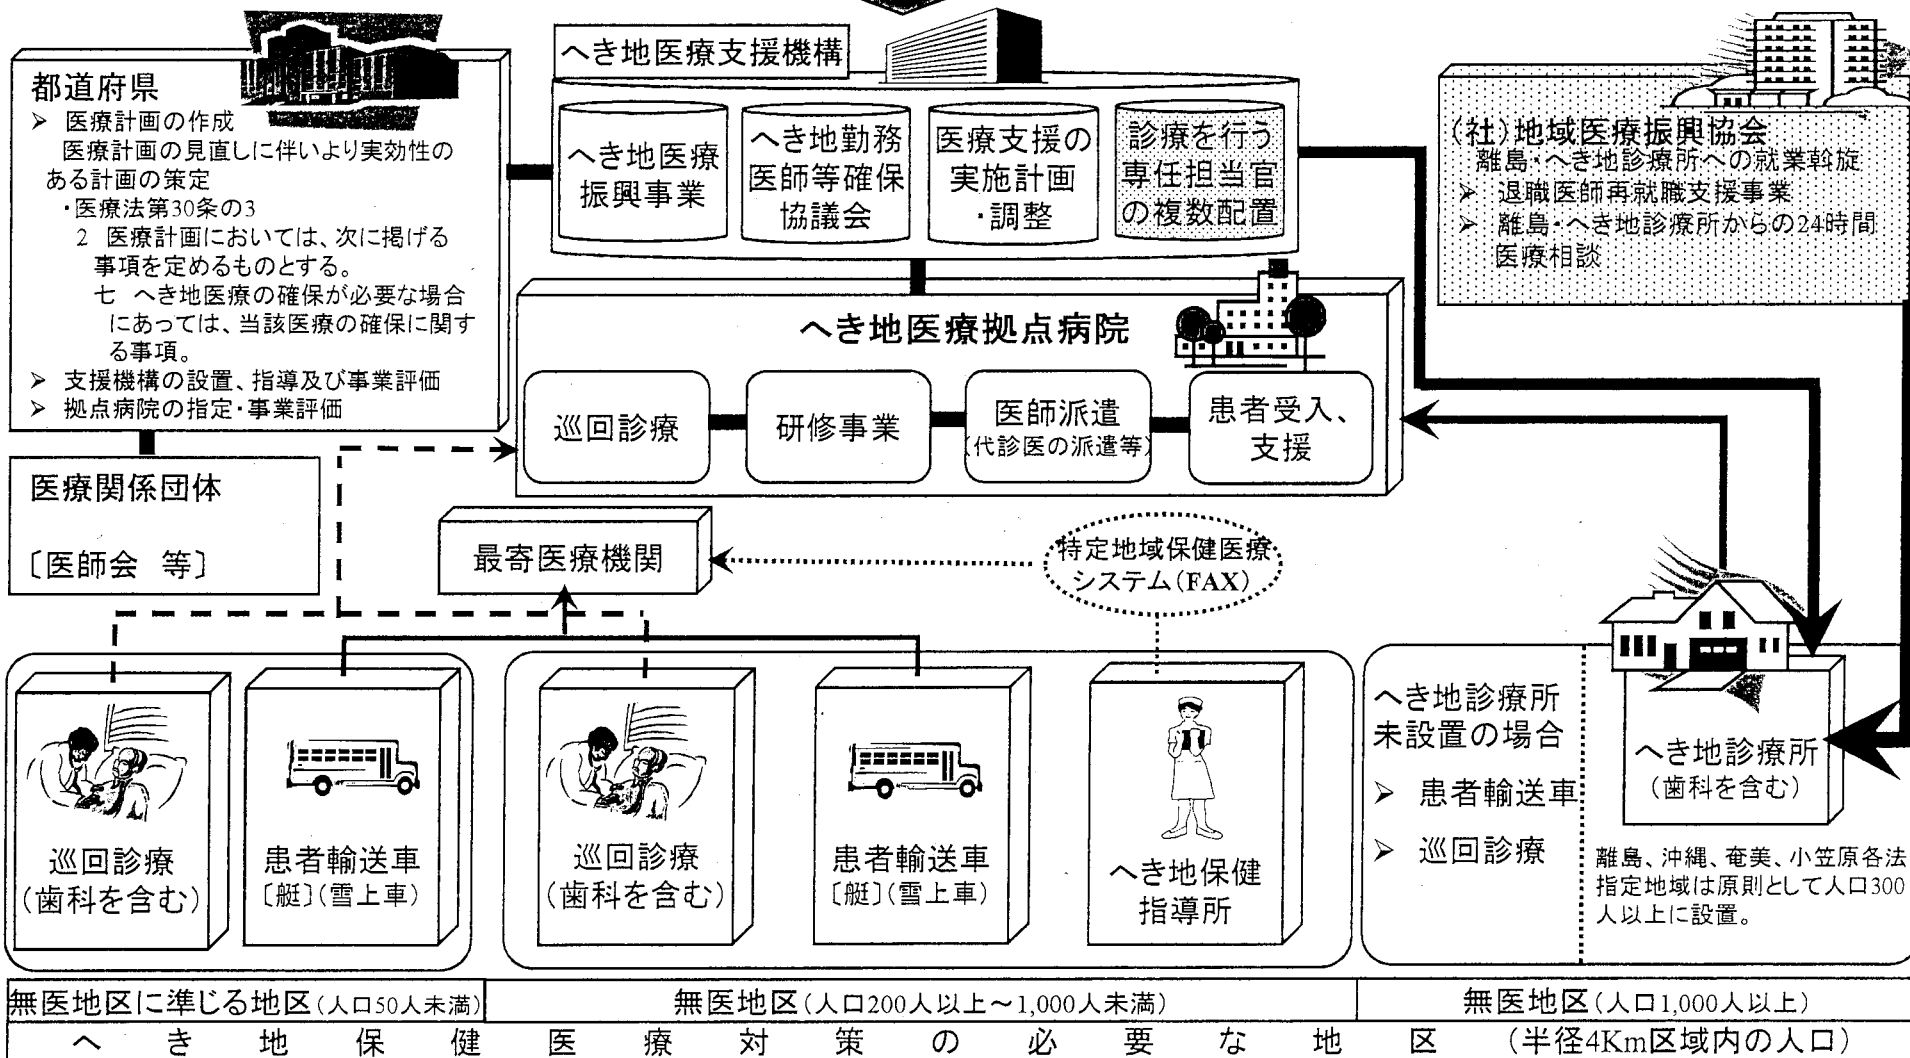 へき地医療支援機構
都道府県
➢ 医療計画の作成
医療計画の見直しに伴いより実効性の
ある計画の策定
・医療法第30条の3
2 医療計画においては、次に掲げる
事項を定めるものとする。
七 へき地医療の確保が必要な場合
にあっては、当該医療の確保に関す
る事項。
➢ 支援機構の設置、指導及び事業評価
➢ 拠点病院の指定・事業評価
へき地医療
振興事業
へき地勤務
医師等確保
協議会
医療支援の
実施計画
・調整
診療を行う
専任担当官
の複数配置
(社)地域医療振興協会
離島・へき地診療所への就業斡旋
➢ 退職医師再就職支援事業
➢ 離島・へき地診療所からの24時間
医療相談
へき地医療拠点病院
巡回診療
研修事業
医師派遣
(代診医の派遣等)
患者受入、
支援
医療関係団体
〔医師会 等〕
最寄医療機関
特定地域保健医療
システム(FAX)
巡回診療
(歯科を含む)
患者輸送車
〔艇〕(雪上車)
巡回診療
(歯科を含む)
患者輸送車
〔艇〕(雪上車)
へき地保健
指導所
へき地診療所
未設置の場合
➢ 患者輸送車
➢ 巡回診療
へき地診療所
(歯科を含む)
離島、沖縄、奄美、小笠原各法
指定地域は原則として人口300
人以上に設置。
無医地区に準じる地区(人口50人未満)
無医地区(人口200人以上～1,000人未満)
無医地区(人口1,000人以上)
へき地保健医療対策の必要な地区 (半径4Km区域内の人口)